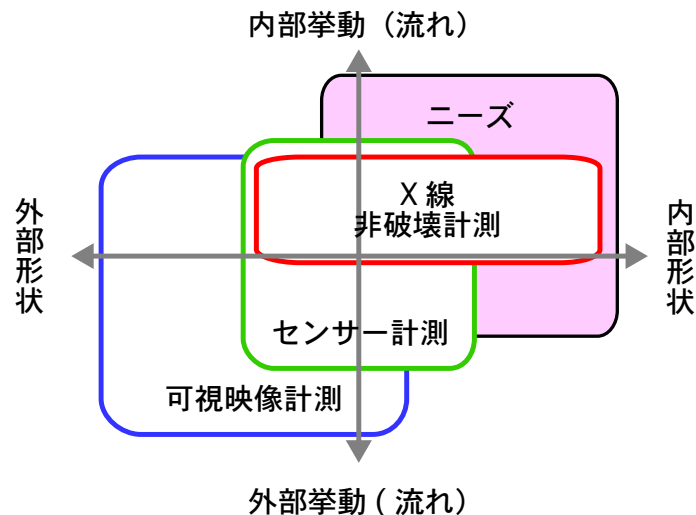 内部挙動（流れ）
ニーズ
X 線
非破壊計測
外部形状
内部形状
センサー計測
可視映像計測
外部挙動 ( 流れ）